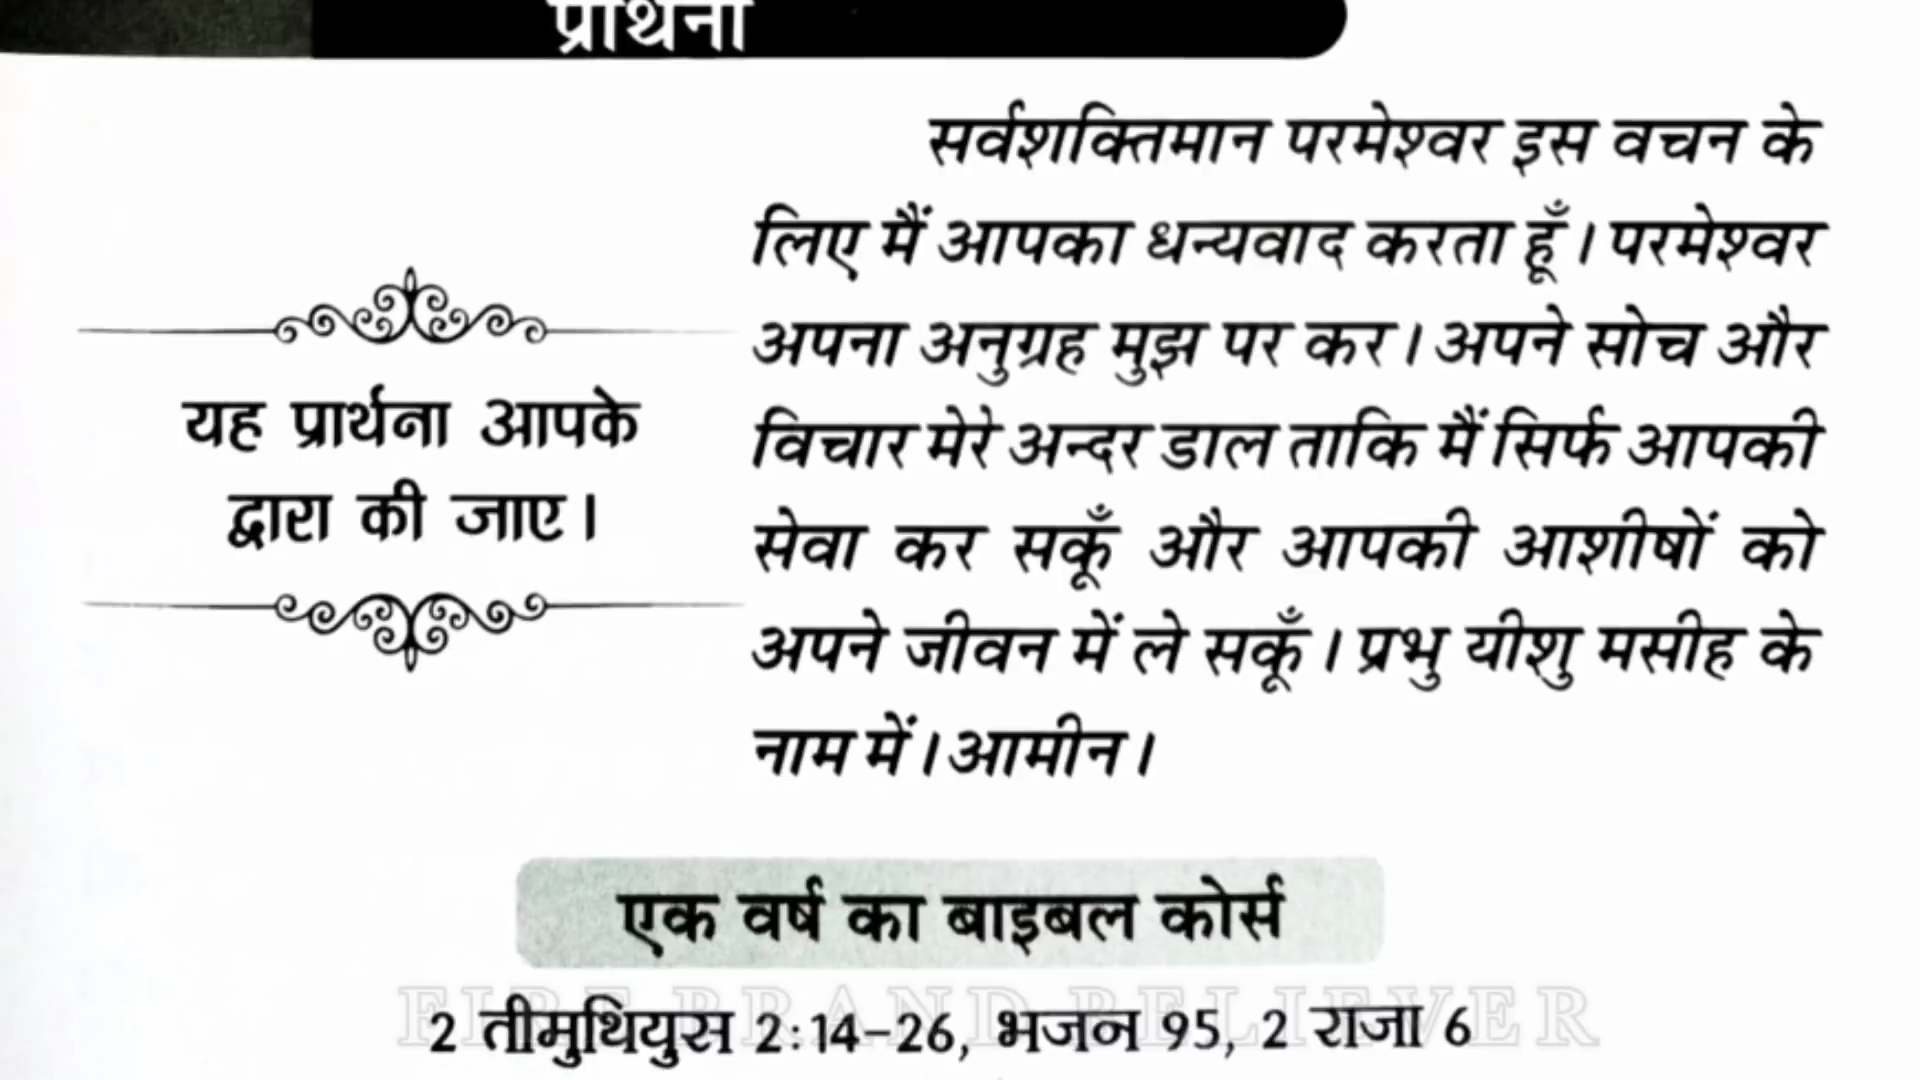 प्रार्थना
यह प्रार्थना आपके
द्वारा की जाए।
सर्वशक्तिमान परमेश्वर इस वचन के
लिए मैं आपका धन्यवाद करता हूँ। परमेश्वर
अपना अनुग्रह मुझ पर कर। अपने सोच और
विचार मेरे अन्दर डाल ताकि मैं सिर्फ आपकी
सेवा कर सकूँ और आपकी आशीषों को
अपने जीवन में ले सकूँ। प्रभु यीशु मसीह के
नाम में। आमीन।
एक वर्ष का बाइबल कोर्स
FIRE BRAND BELIEVER
2 तीमुथियुस 2:14-26, भजन 95, 2 राजा 6